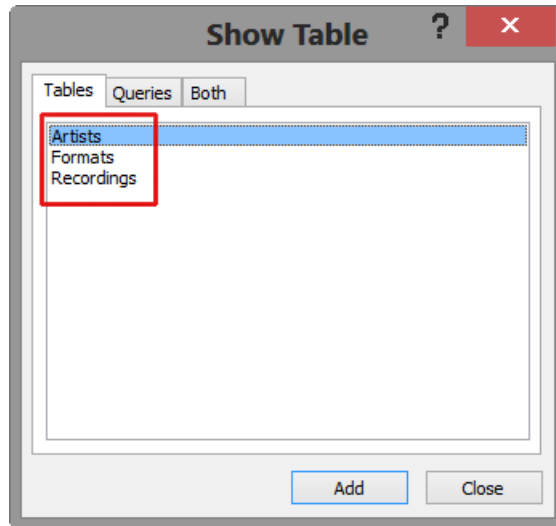 Show Table ?
Tables Queries Both
Artists
Formats
Recordings
Add Close